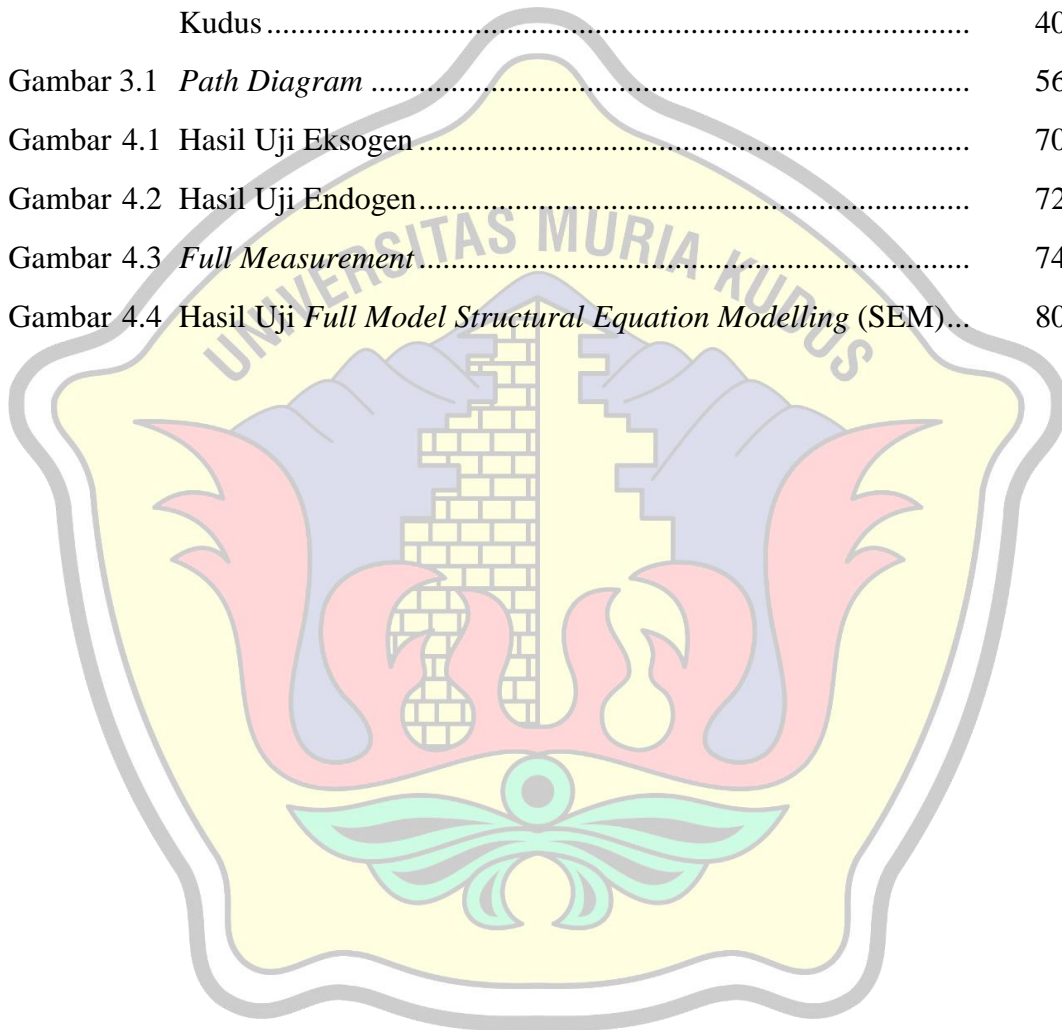 Kudus ........................................................................................ 40
Gambar 3.1 Path Diagram ........................................................................... 56
Gambar 4.1 Hasil Uji Eksogen ..................................................................... 70
Gambar 4.2 Hasil Uji Endogen..................................................................... 72
Gambar 4.3 Full Measurement ..................................................................... 74
Gambar 4.4 Hasil Uji Full Model Structural Equation Modelling (SEM)... 80
UNIVERSITAS MURIA KUDUS